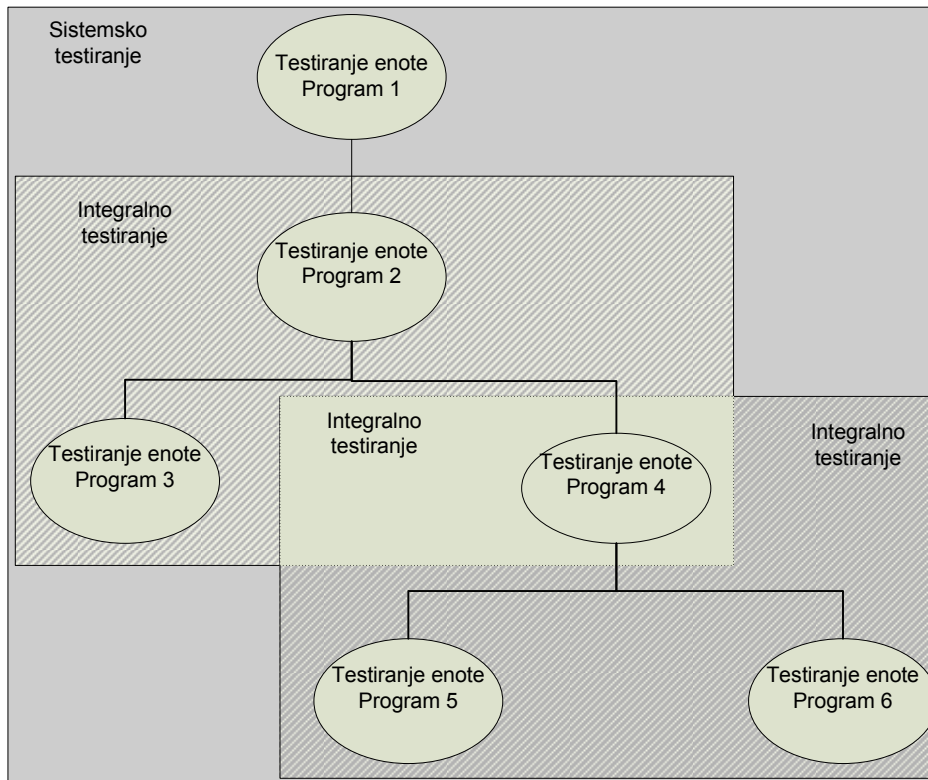 Sistemsko
testiranje
Testiranje enote
Program 1
Integralno
testiranje
Testiranje enote
Program 2
Integralno
testiranje
Integralno
testiranje
Testiranje enote
Program 3
Testiranje enote
Program 4
Testiranje enote
Program 5
Testiranje enote
Program 6